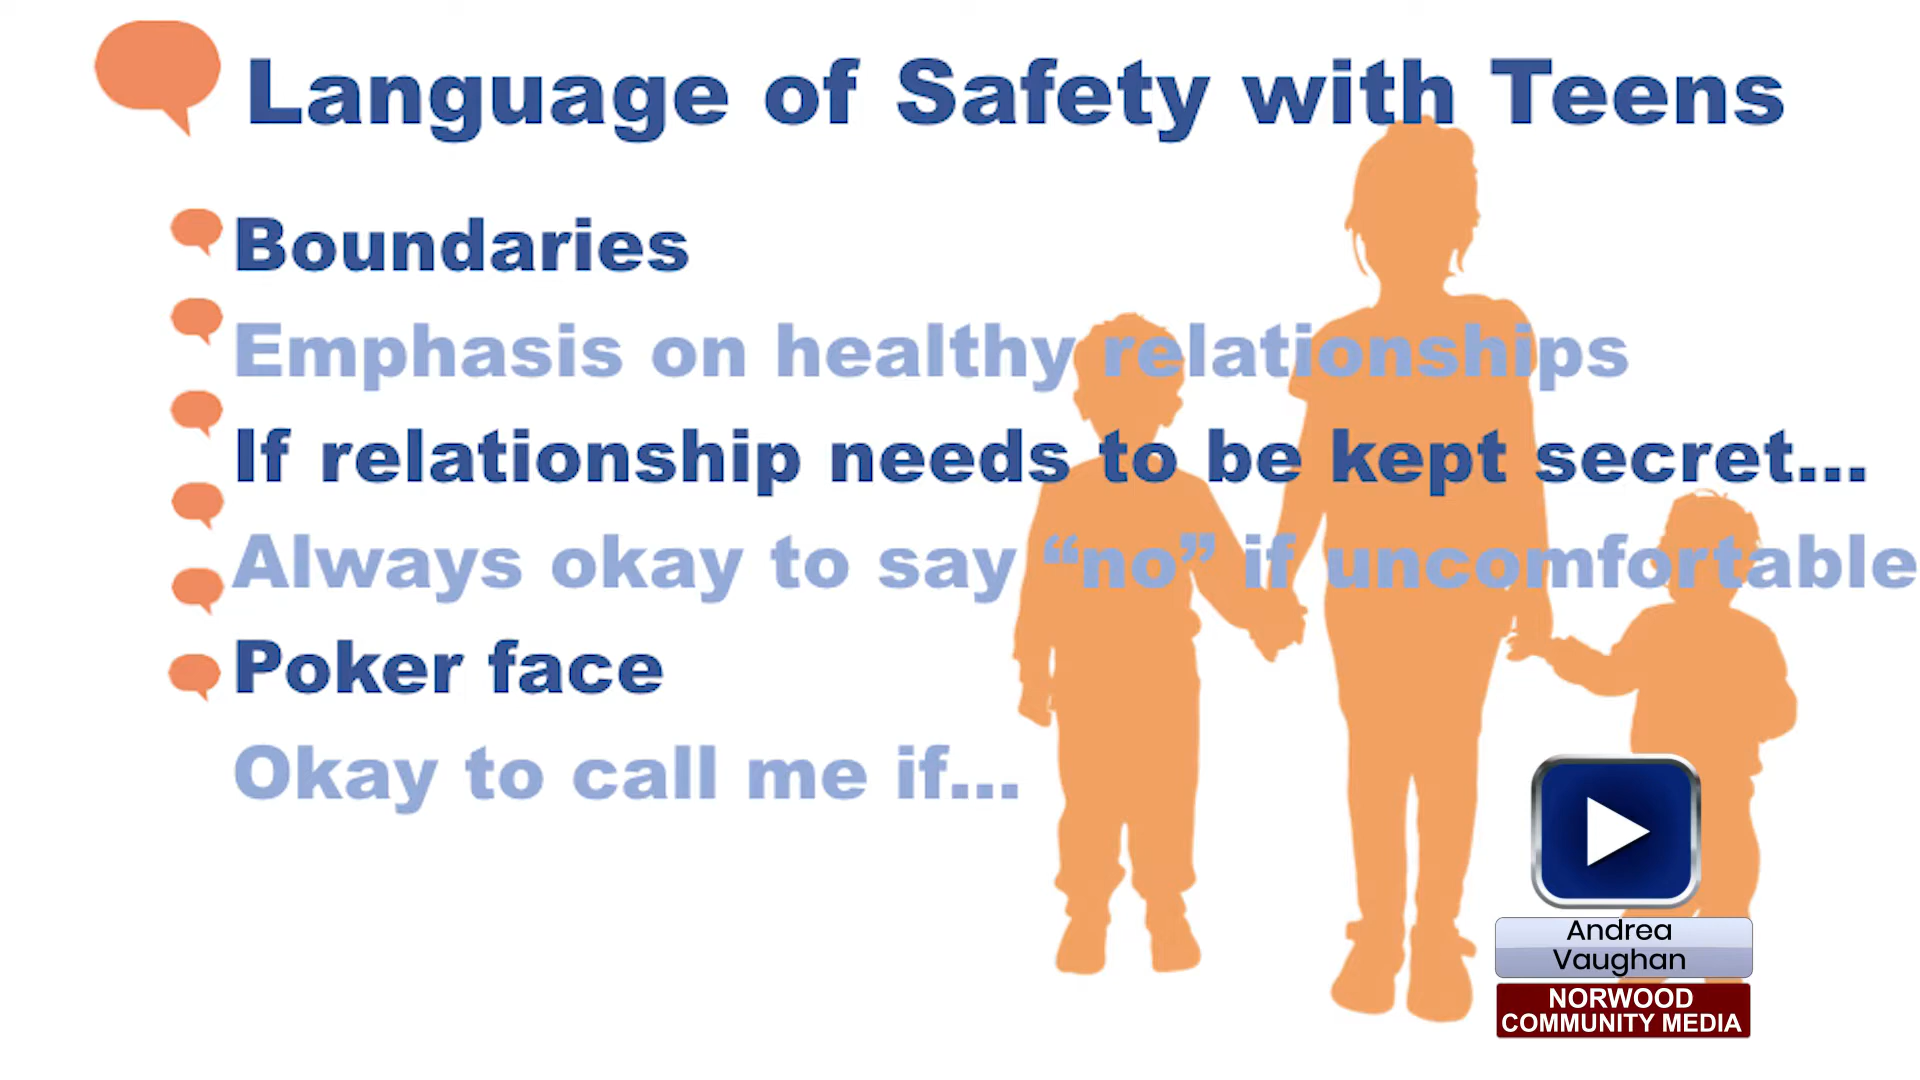 Language of Safety with Teens
Boundaries
Emphasis on healthy relationships
If relationship needs to be kept secret...
Always okay to say “no” if uncomfortable
Poker face
Okay to call me if...
Andrea
Vaughan
NORWOOD
COMMUNITY MEDIA